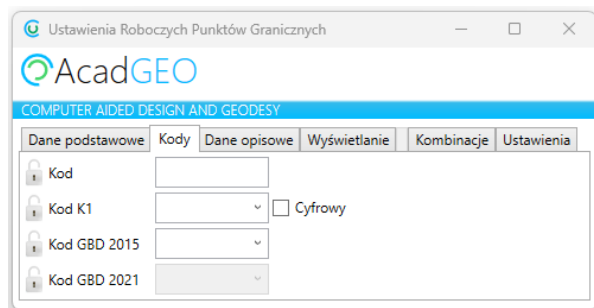 Ustawienia Roboczych Punktów Granicznych
AcadGEO
COMPUTER AIDED DESIGN AND GEODESY
Dane podstawowe Kody Dane opisowe Wyświetlanie Kombinacje Ustawienia
Kod
Kod K1 Cyfrowy
Kod GBD 2015
Kod GBD 2021